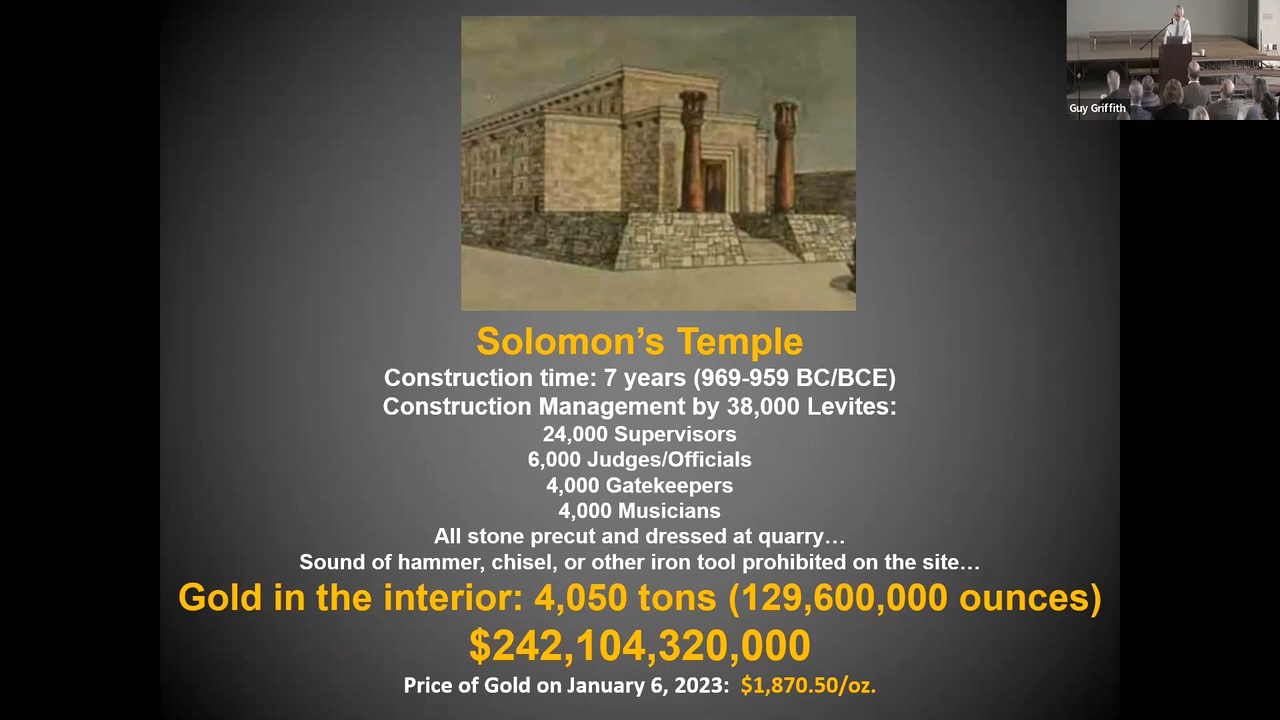 Guy Griffith
Solomon’s Temple
Construction time: 7 years (969-959 BC/BCE)
Construction Management by 38,000 Levites:
24,000 Supervisors
6,000 Judges/Officials
4,000 Gatekeepers
4,000 Musicians
All stone precut and dressed at quarry…
Sound of hammer, chisel, or other iron tool prohibited on the site…
Gold in the interior: 4,050 tons (129,600,000 ounces)
$242,104,320,000
Price of Gold on January 6, 2023: $1,870.50/oz.